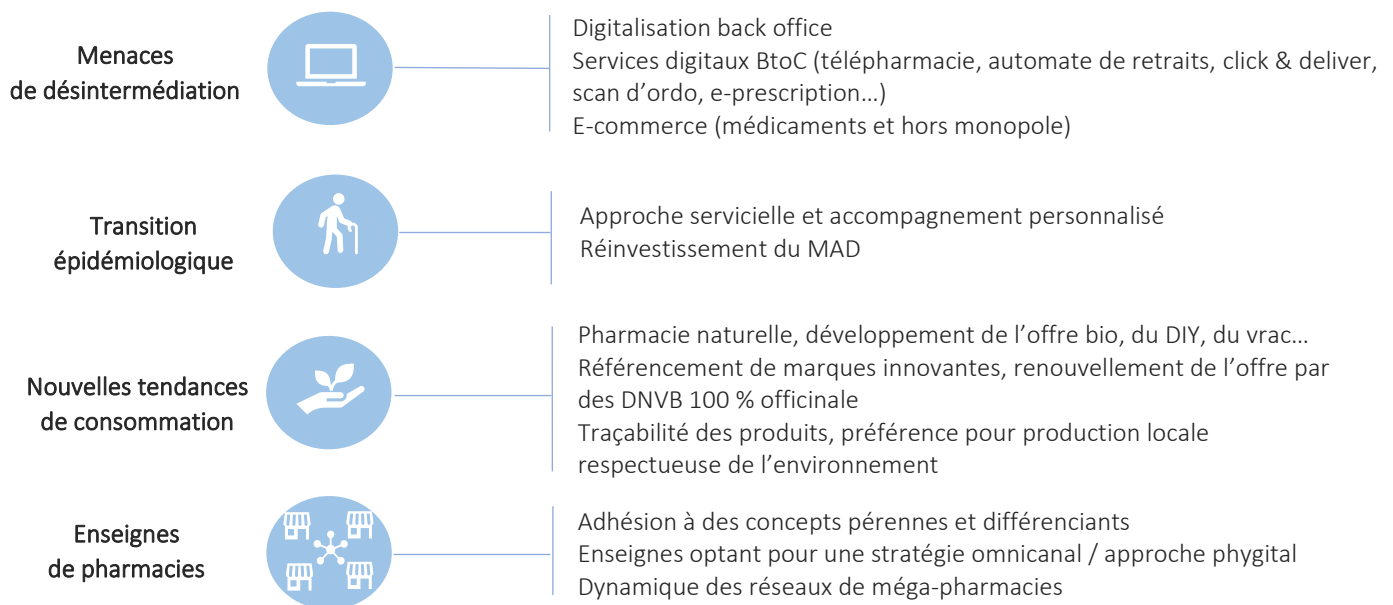 Menaces
de désintermédiation
Digitalisation back office
Services digitaux BtoC (télépharmacie, automate de retraits, click & deliver,
scan d’ordo, e-prescription…)
E-commerce (médicaments et hors monopole)
Transition
épidémiologique
Approche servicielle et accompagnement personnalisé
Réinvestissement du MAD
Nouvelles tendances
de consommation
Pharmacie naturelle, développement de l’offre bio, du DIY, du vrac…
Référencement de marques innovantes, renouvellement de l’offre par
des DNVB 100 % officinale
Traçabilité des produits, préférence pour production locale
respectueuse de l’environnement
Enseignes
de pharmacies
Adhésion à des concepts pérennes et différenciants
Enseignes optant pour une stratégie omnicanal / approche phygital
Dynamique des réseaux de méga-pharmacies